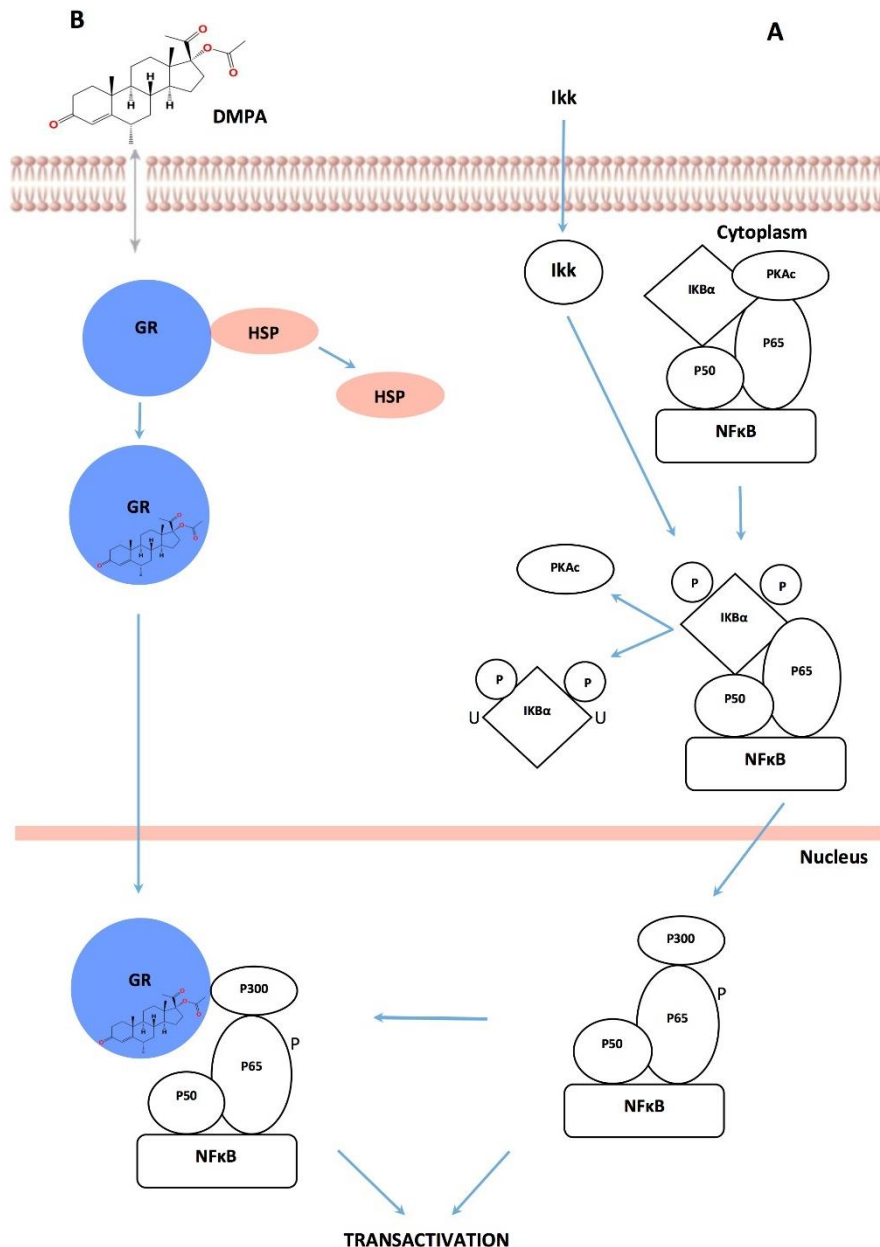 B
A
DMPA
Ikk
Cytoplasm
Ikk
IKBα
PKAc
P50
P65
NFκB
GR
HSP
HSP
GR
PKAc
P
P
IKBα
P65
P50
NFκB
P
P
IKBα
U
U
Nucleus
P300
P
P65
P50
NFκB
GR
P300
P
P65
P50
NFκB
TRANSACTIVATION